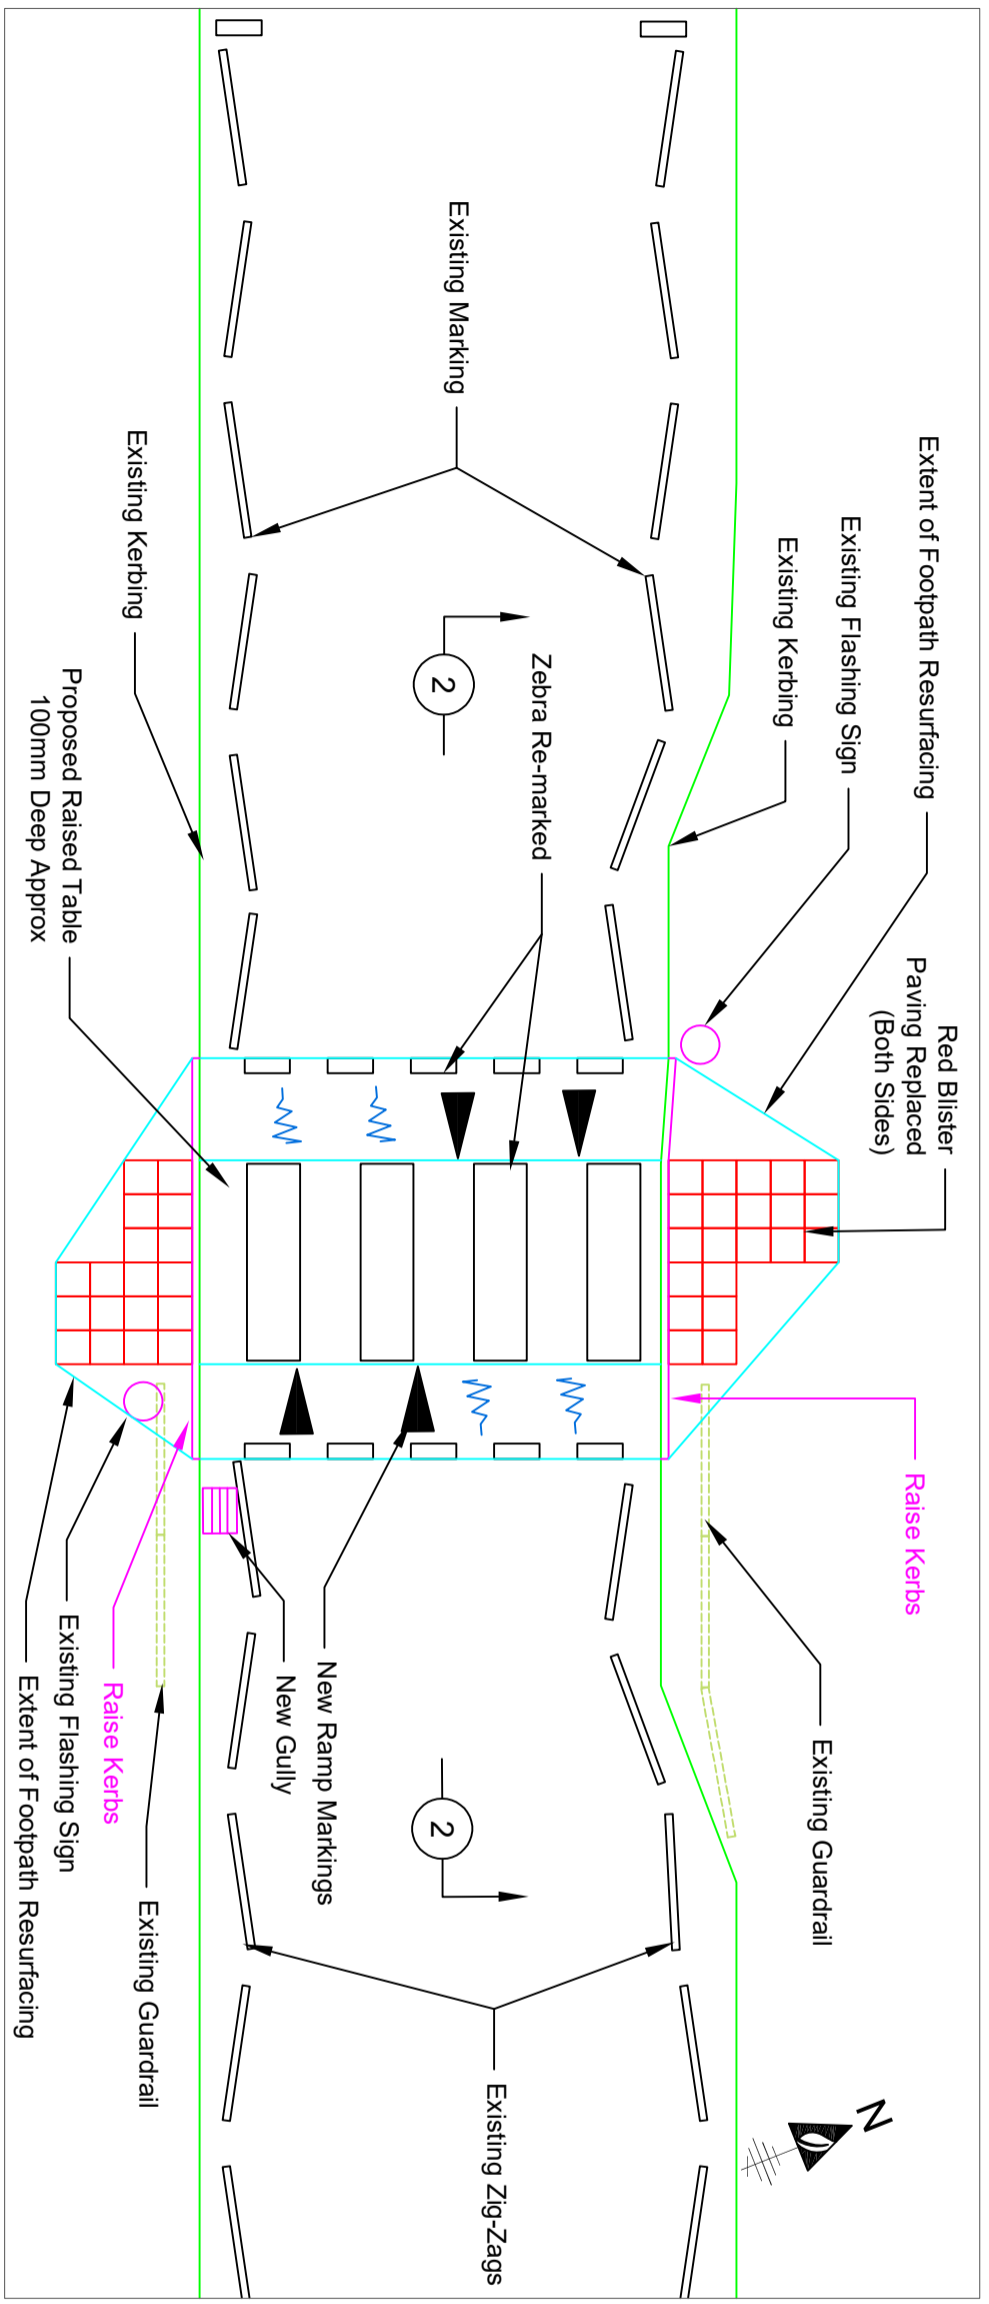 Extent of Footpath Resurfacing
Existing Flashing Sign
Existing Kerbing
Red Blister
Paving Replaced
(Both Sides)
Raise Kerbs
Existing Guardrail
N
Existing Marking
2
Zebra Re-marked
2
Existing Zig-Zags
Existing Kerbing
Proposed Raised Table
100mm Deep Approx
New Ramp Markings
New Gully
Existing Guardrail
Raise Kerbs
Existing Flashing Sign
Extent of Footpath Resurfacing